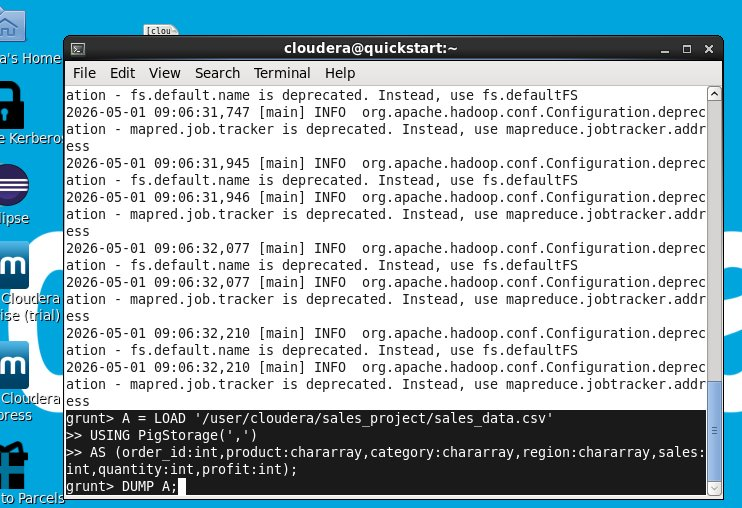 [clou
a's Home
e Kerberos
lipse
Cloudera
ise (trial)
Cloudera
press
to Parcels
cloudera@quickstart:~
File Edit View Search Terminal Help
ation - fs.default.name is deprecated. Instead, use fs.defaultFS
2026-05-01 09:06:31,747 [main] INFO  org.apache.hadoop.conf.Configuration.deprec
ation - mapred.job.tracker is deprecated. Instead, use mapreduce.jobtracker.addr
ess
2026-05-01 09:06:31,945 [main] INFO  org.apache.hadoop.conf.Configuration.deprec
ation - fs.default.name is deprecated. Instead, use fs.defaultFS
2026-05-01 09:06:31,946 [main] INFO  org.apache.hadoop.conf.Configuration.deprec
ation - mapred.job.tracker is deprecated. Instead, use mapreduce.jobtracker.addr
ess
2026-05-01 09:06:32,077 [main] INFO  org.apache.hadoop.conf.Configuration.deprec
ation - fs.default.name is deprecated. Instead, use fs.defaultFS
2026-05-01 09:06:32,077 [main] INFO  org.apache.hadoop.conf.Configuration.deprec
ation - mapred.job.tracker is deprecated. Instead, use mapreduce.jobtracker.addr
ess
2026-05-01 09:06:32,210 [main] INFO  org.apache.hadoop.conf.Configuration.deprec
ation - fs.default.name is deprecated. Instead, use fs.defaultFS
2026-05-01 09:06:32,210 [main] INFO  org.apache.hadoop.conf.Configuration.deprec
ation - mapred.job.tracker is deprecated. Instead, use mapreduce.jobtracker.addr
ess
grunt> A = LOAD '/user/cloudera/sales_project/sales_data.csv'
>> USING PigStorage(',')
>> AS (order_id:int,product:chararray,category:chararray,region:chararray,sales:
int,quantity:int,profit:int);
grunt> DUMP A;